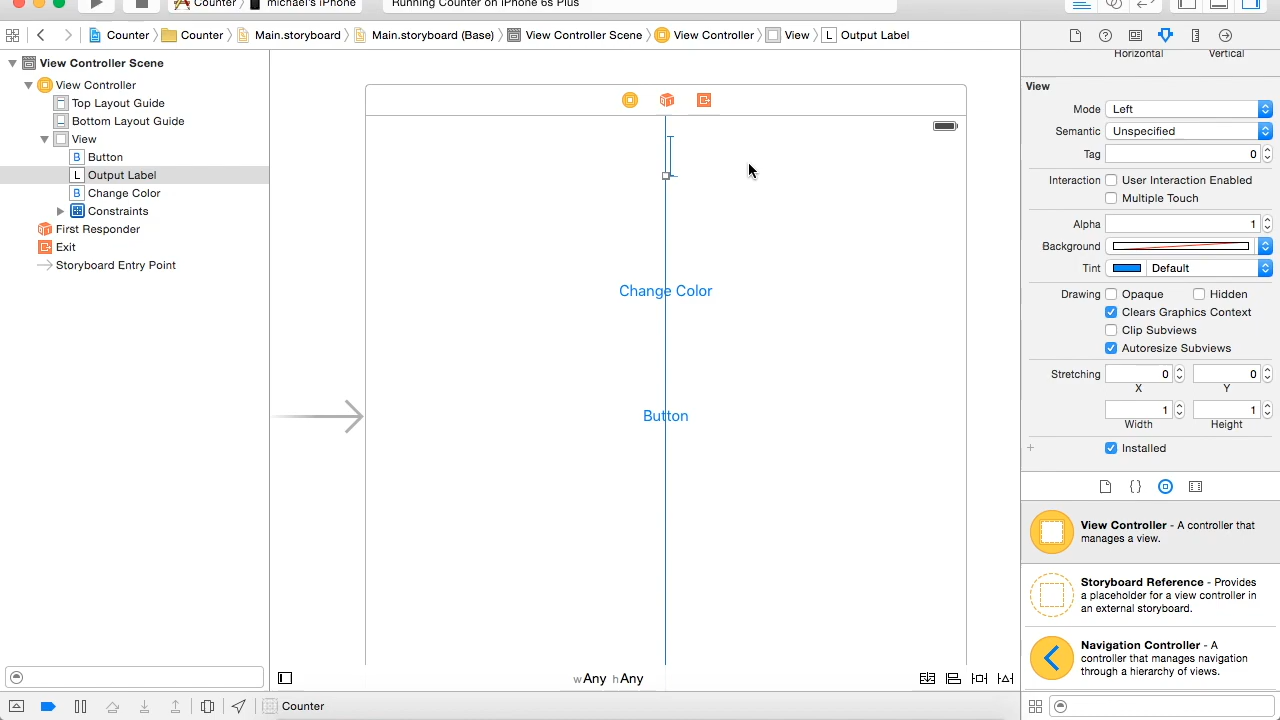 Counter
michael's iPhone
Running Counter on iPhone 6s Plus
Counter
Counter
Main.storyboard
Main.storyboard (Base)
View Controller Scene
View Controller
View
L
Output Label
View Controller Scene
View Controller
Top Layout Guide
Bottom Layout Guide
View
B Button
L Output Label
B Change Color
Constraints
First Responder
Exit
Storyboard Entry Point
Change Color
Button
wAny hAny
Horizontal Vertical
View
Mode Left
Semantic Unspecified
Tag 0
Interaction User Interaction Enabled
Multiple Touch
Alpha 1
Background
Tint Default
Drawing Opaque Hidden
Clears Graphics Context
Clip Subviews
Autoresize Subviews
Stretching 0 0
X Y
1 1
Width Height
+ Installed
{}
View Controller - A controller that
manages a view.
Storyboard Reference - Provides
a placeholder for a view controller in
an external storyboard.
Navigation Controller - A
controller that manages navigation
through a hierarchy of views.
Counter